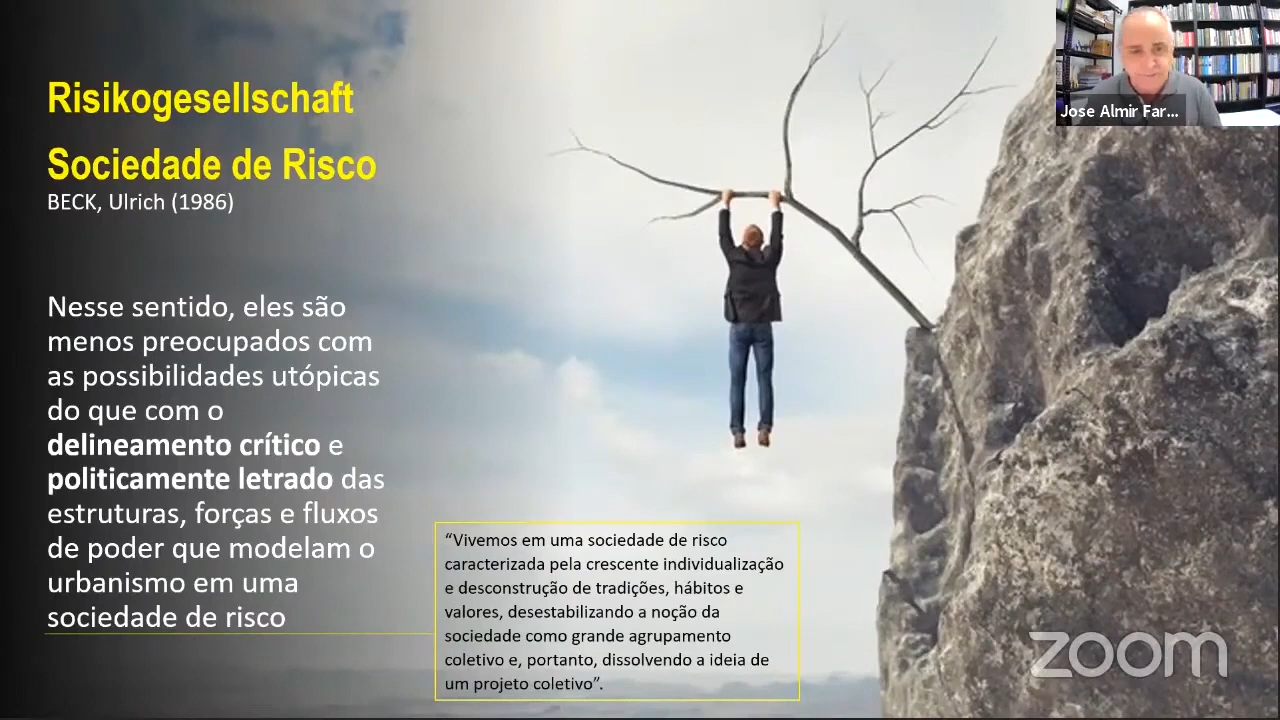 Risikogesellschaft
Sociedade de Risco
BECK, Ulrich (1986)
Nesse sentido, eles são
menos preocupados com
as possibilidades utópicas
do que com o
delineamento crítico e
politicamente letrado das
estruturas, forças e fluxos
de poder que modelam o
urbanismo em uma
sociedade de risco
“Vivemos em uma sociedade de risco
caracterizada pela crescente individualização
e desconstrução de tradições, hábitos e
valores, desestabilizando a noção da
sociedade como grande agrupamento
coletivo e, portanto, dissolvendo a ideia de
um projeto coletivo”.
Jose Almir Far...
zoom